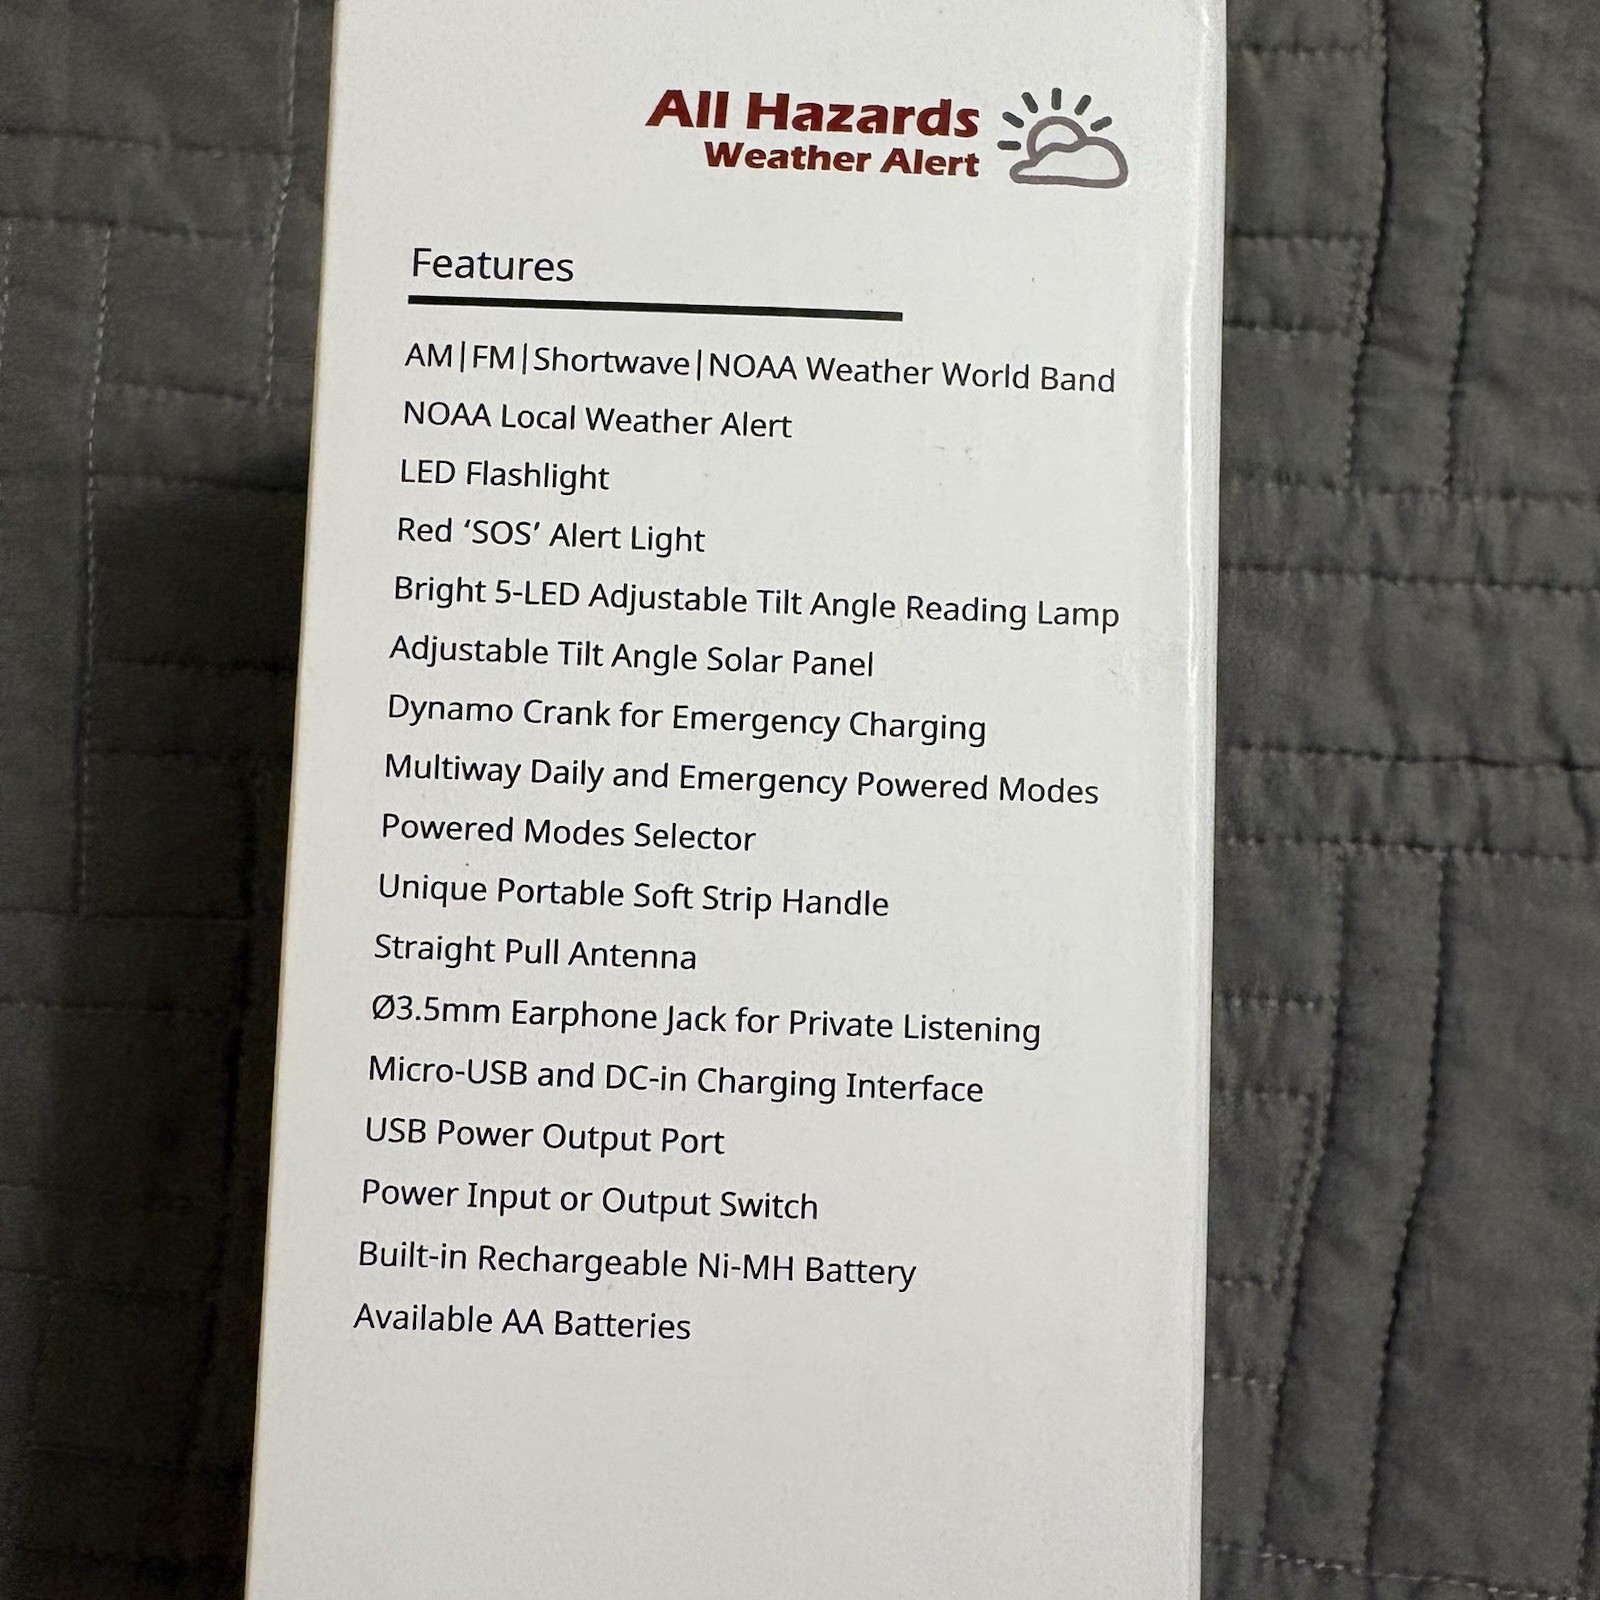 All Hazards
Weather Alert
Features
AM|FM|Shortwave|NOAA Weather World Band
NOAA Local Weather Alert
LED Flashlight
Red ‘SOS’ Alert Light
Bright 5-LED Adjustable Tilt Angle Reading Lamp
Adjustable Tilt Angle Solar Panel
Dynamo Crank for Emergency Charging
Multiway Daily and Emergency Powered Modes
Powered Modes Selector
Unique Portable Soft Strip Handle
Straight Pull Antenna
Ø3.5mm Earphone Jack for Private Listening
Micro-USB and DC-in Charging Interface
USB Power Output Port
Power Input or Output Switch
Built-in Rechargeable Ni-MH Battery
Available AA Batteries